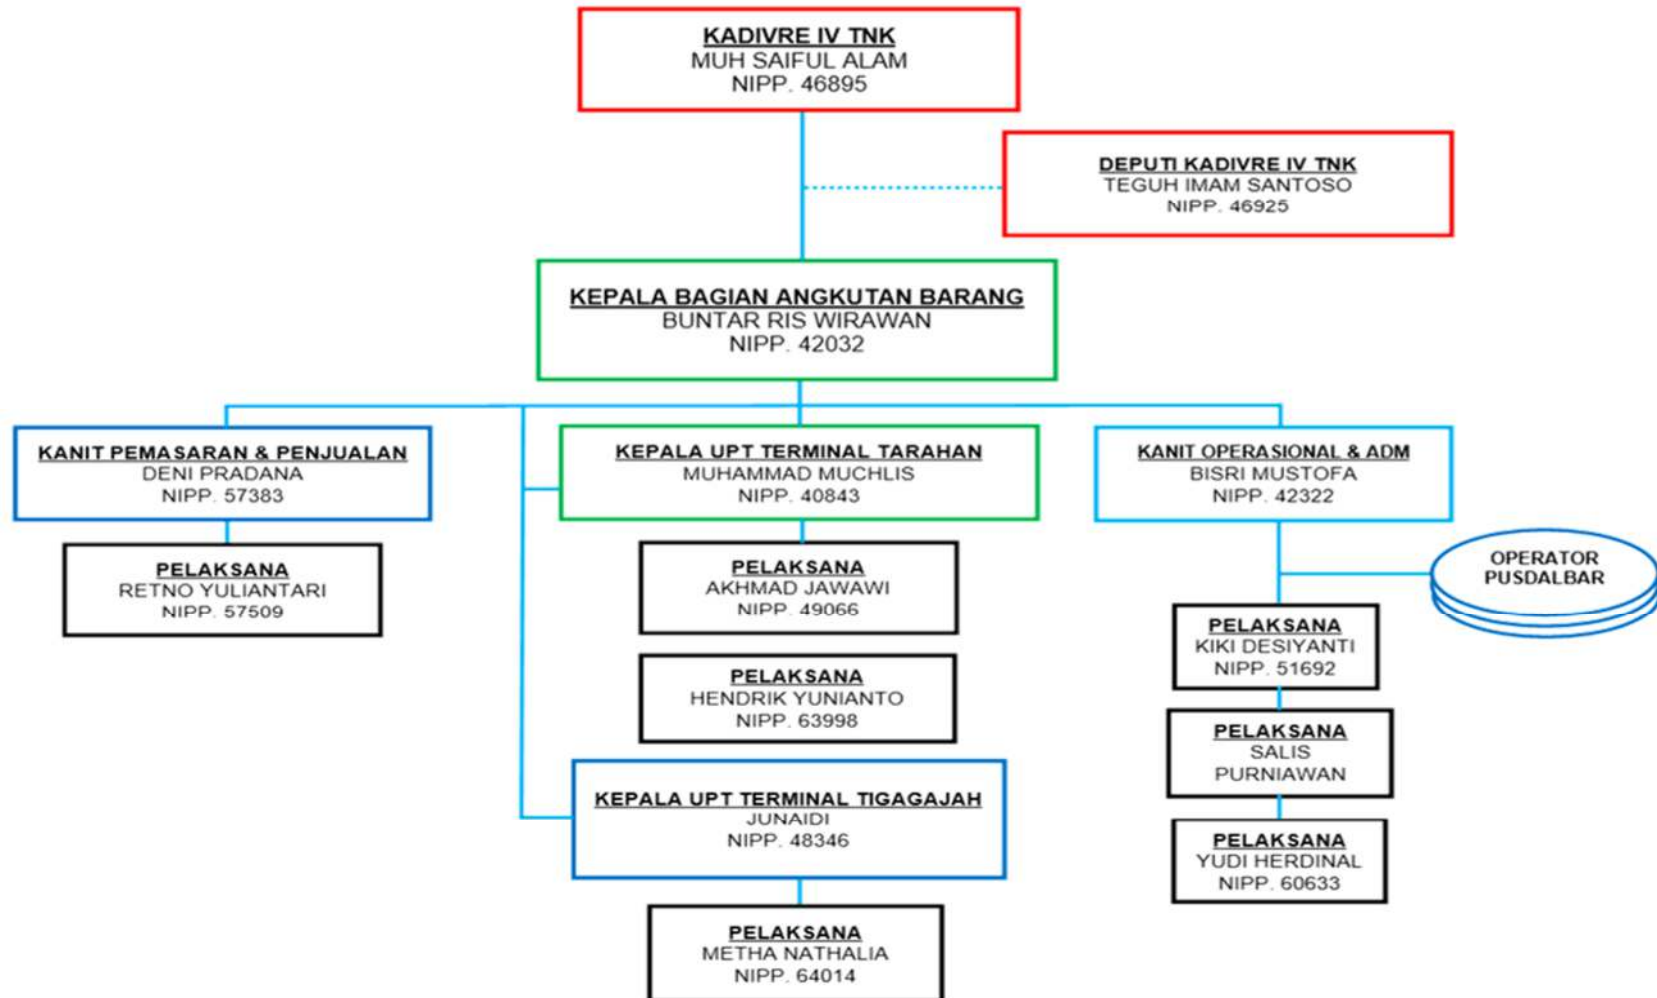 KADIVRE IV TNK
MUH SAIFUL ALAM
NIPP. 46895
DEPUTI KADIVRE IV TNK
TEGUH IMAM SANTOSO
NIPP. 46925
KEPALA BAGIAN ANGKUTAN BARANG
BUNTAR RIS WIRAWAN
NIPP. 42032
KANIT PEMASARAN & PENJUALAN
DENI PRADANA
NIPP. 57383
PELAKSANA
RETNO YULIANTARI
NIPP. 57509
KEPALA UPT TERMINAL TARAHAN
MUHAMMAD MUCHLIS
NIPP. 40843
PELAKSANA
AKHMAD JAWAWI
NIPP. 49066
PELAKSANA
HENDRIK YUNIANTO
NIPP. 63998
KEPALA UPT TERMINAL TIGAGAJAH
JUNAIDI
NIPP. 48346
PELAKSANA
METHA NATHALIA
NIPP. 64014
KANIT OPERASIONAL & ADM
BISRI MUSTOFA
NIPP. 42322
OPERATOR
PUSDALBAR
PELAKSANA
KIKI DESIYANTI
NIPP. 51692
PELAKSANA
SALIS
PURNIAWAN
PELAKSANA
YUDI HERDINAL
NIPP. 60633